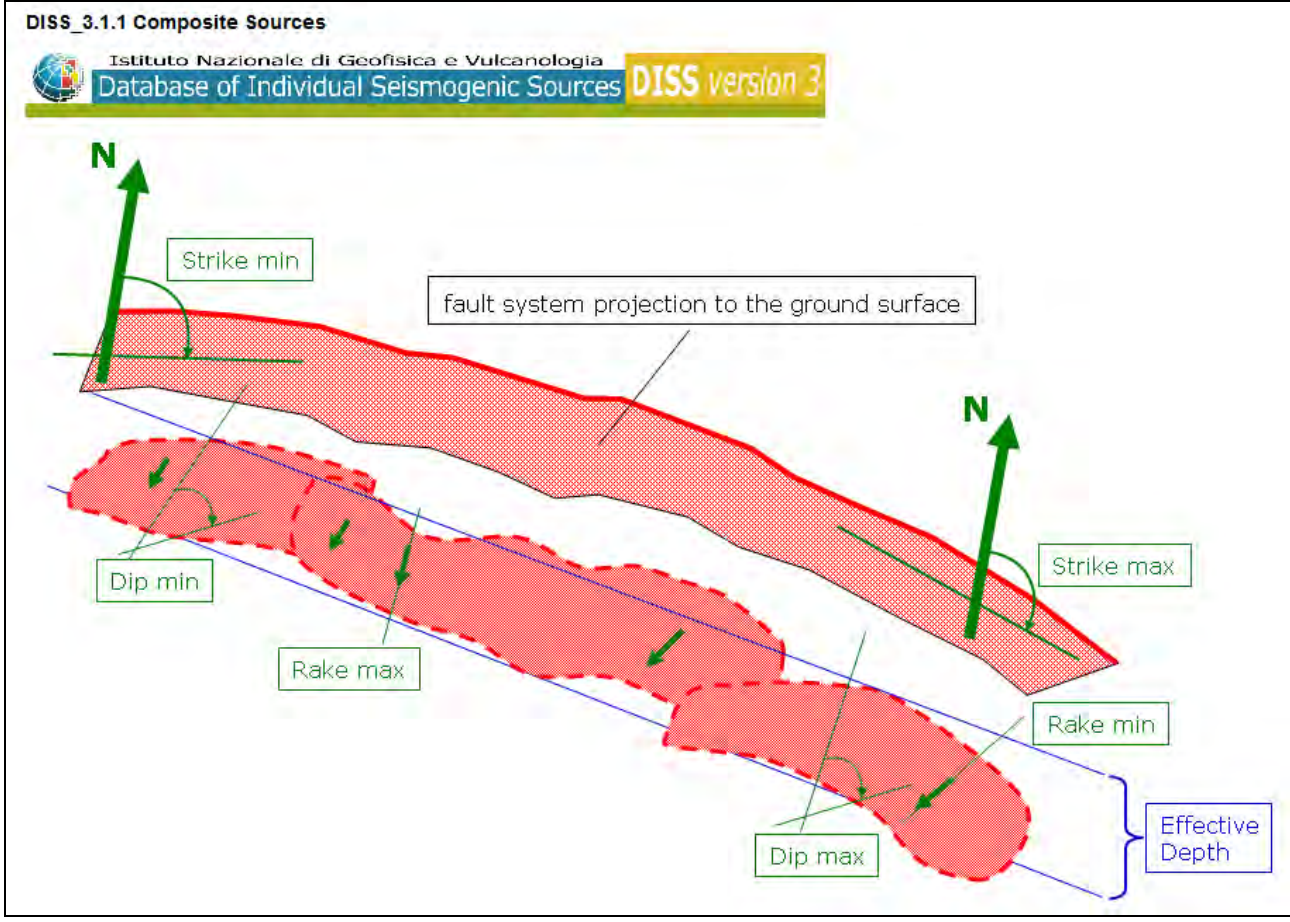 DISS_3.1.1 Composite Sources
Istituto Nazionale di Geofisica e Vulcanologia
Database of Individual Seismogenic Sources DISS version 3
N
Strike min
fault system projection to the ground surface
N
Strike max
Dip min
Rake max
Rake min
Dip max
Effective
Depth